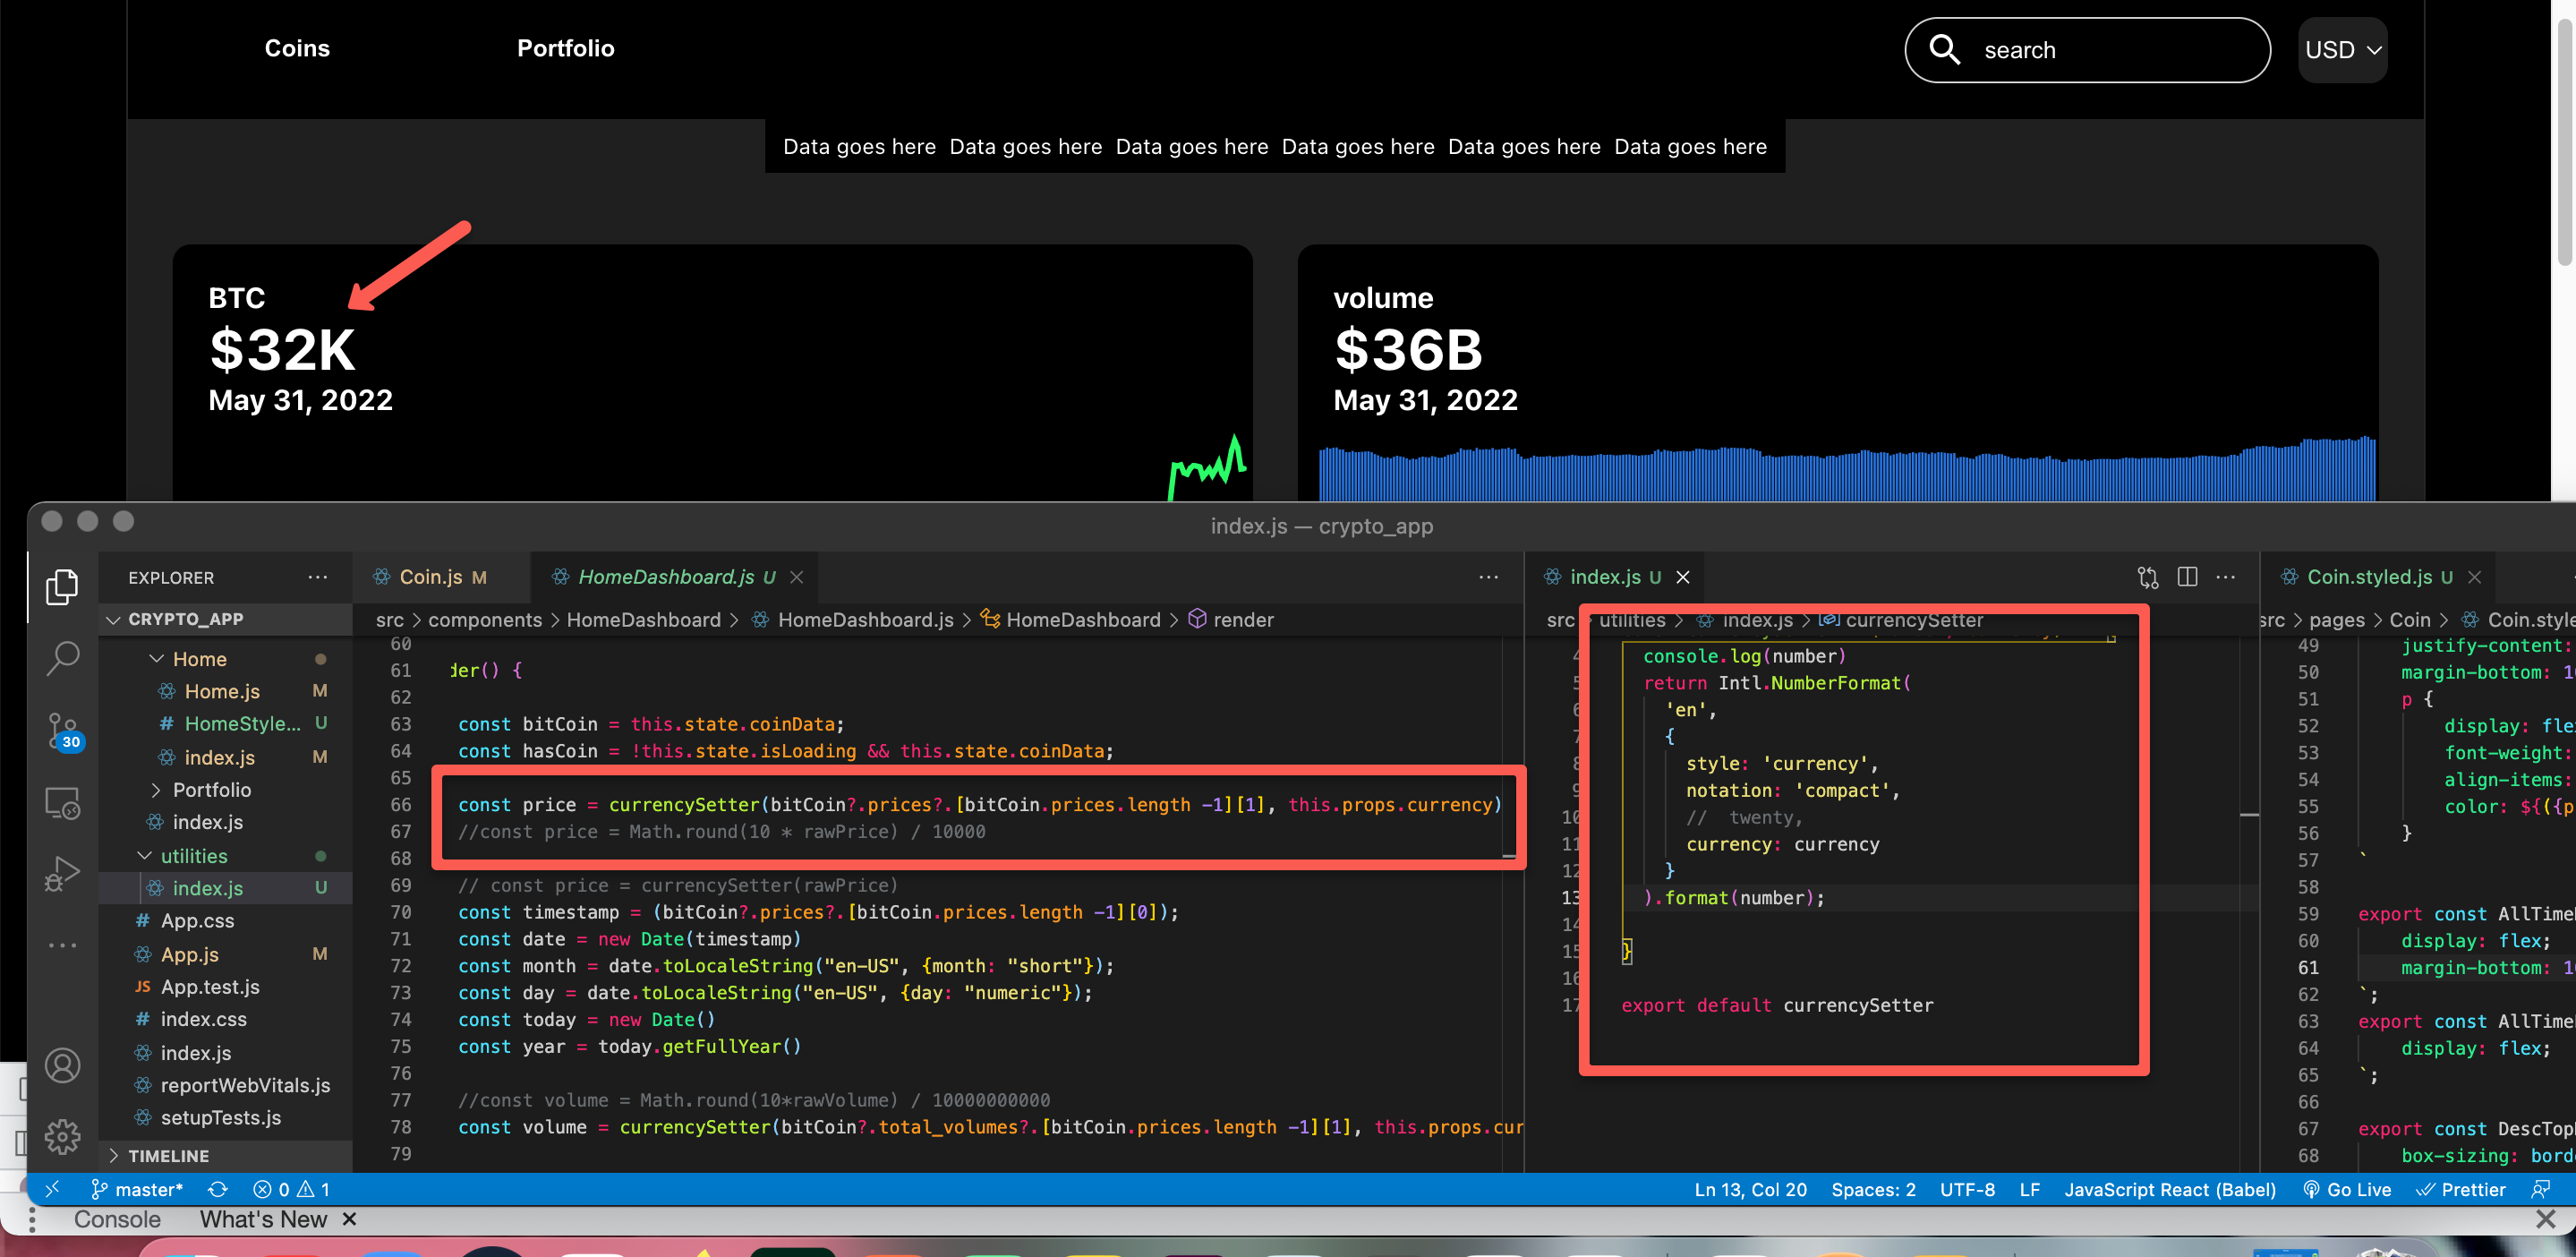 Coins Portfolio search USD
Data goes here Data goes here Data goes here Data goes here Data goes here Data goes here
BTC
$32K
May 31, 2022
volume
$36B
May 31, 2022
index.js — crypto_app
EXPLORER
CRYPTO_APP
Home
Home.js M
# HomeStyle... U
index.js M
Portfolio
index.js
utilities
index.js U
# App.css
App.js M
JS App.test.js
# index.css
index.js
reportWebVitals.js
setupTests.js
TIMELINE
30
Coin.js M HomeDashboard.js U
src > components > HomeDashboard > HomeDashboard.js > HomeDashboard > render
60
61 der() {
62
63 const bitCoin = this.state.coinData;
64 const hasCoin = !this.state.isLoading && this.state.coinData;
65
66 const price = currencySetter(bitCoin?.prices?.[bitCoin.prices.length -1][1], this.props.currency)
67 //const price = Math.round(10 * rawPrice) / 10000
68
69 // const price = currencySetter(rawPrice)
70 const timestamp = (bitCoin?.prices?.[bitCoin.prices.length -1][0]);
71 const date = new Date(timestamp)
72 const month = date.toLocaleString("en-US", {month: "short"});
73 const day = date.toLocaleString("en-US", {day: "numeric"});
74 const today = new Date()
75 const year = today.getFullYear()
76
77 //const volume = Math.round(10*rawVolume) / 10000000000
78 const volume = currencySetter(bitCoin?.total_volumes?.[bitCoin.prices.length -1][1], this.props.cur
79
index.js U
src > utilities > index.js > currencySetter
4 console.log(number)
5 return Intl.NumberFormat(
6 'en',
7 {
8 style: 'currency',
9 notation: 'compact',
10 // twenty,
11 currency: currency
12 }
13 ).format(number);
14
15 }
16
17 export default currencySetter
Coin.styled.js U
src > pages > Coin > Coin.style
49 justify-content:
50 margin-bottom: 1
51 p {
52 display: fle
53 font-weight:
54 align-items:
55 color: ${({p
56 }
57 `
58
59 export const AllTime
60 display: flex;
61 margin-bottom: 1
62 `;
63 export const AllTime
64 display: flex;
65 `;
66
67 export const DescTop
68 box-sizing: bord
master* 0 1 Ln 13, Col 20 Spaces: 2 UTF-8 LF JavaScript React (Babel) Go Live Prettier
Console What's New